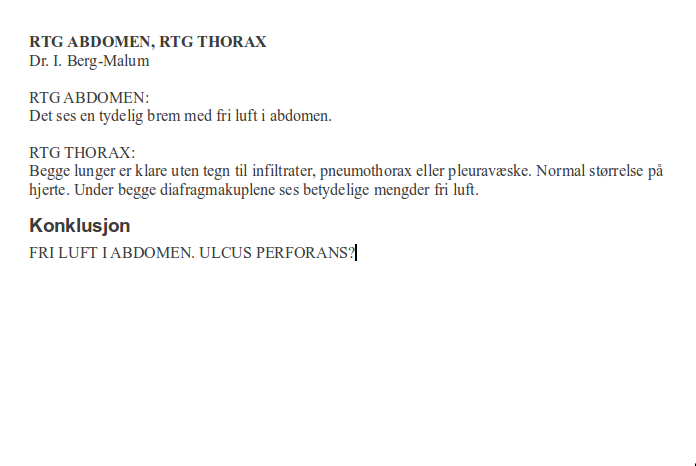 RTG ABDOMEN, RTG THORAX
Dr. I. Berg-Malum
RTG ABDOMEN:
Det ses en tydelig brem med fri luft i abdomen.
RTG THORAX:
Begge lunger er klare uten tegn til infiltrater, pneumothorax eller pleuravæske. Normal størrelse på
hjerte. Under begge diafragmakuplene ses betydelige mengder fri luft.
Konklusjon
FRI LUFT I ABDOMEN. ULCUS PERFORANS?